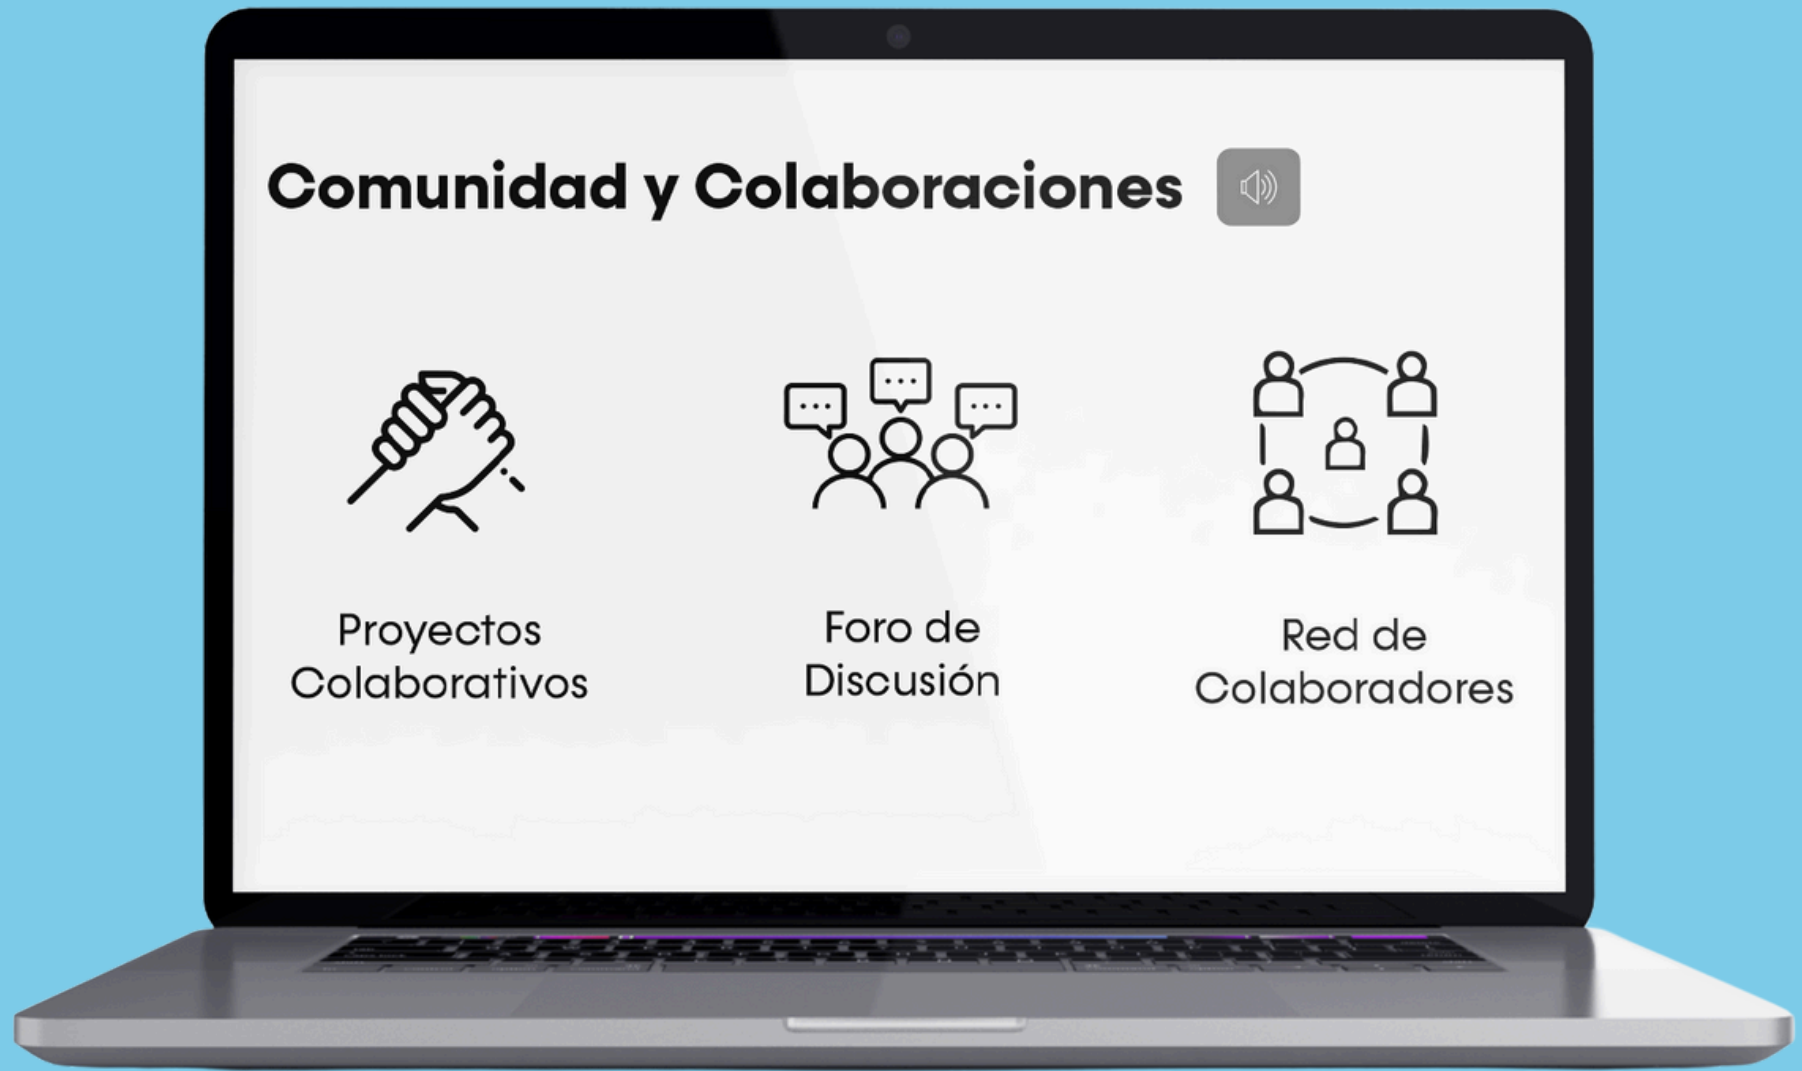 Comunidad y Colaboraciones
Proyectos
Colaborativos
Foro de
Discusión
Red de
Colaboradores